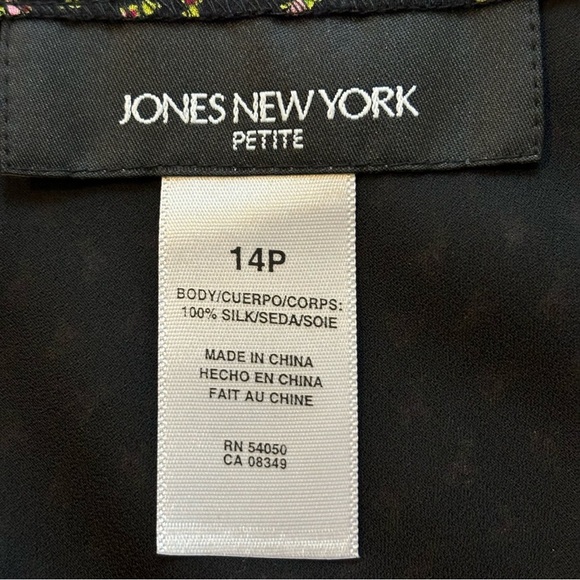 JONES NEW YORK
PETITE
14P
BODY/CUERPO/CORPS:
100% SILK/SEDA/SOIE
MADE IN CHINA
HECHO EN CHINA
FAIT AU CHINE
RN 54050
CA 08349